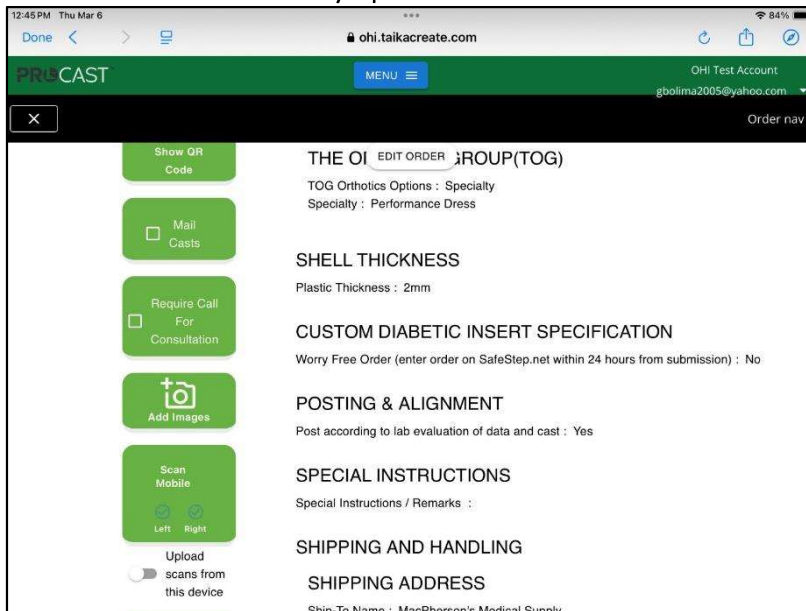 12:45 PM Thu Mar 6
84%
Done
ohi.taikacreate.com
PROCAST
MENU
OHI Test Account
gbolima2005@yahoo.com
Order nav
Show QR
Code
Mail
Casts
Require Call
For
Consultation
Add Images
Scan
Mobile
Left Right
Upload
scans from
this device
EDIT ORDER
THE GROUP(TOG)
TOG Orthotics Options : Specialty
Specialty : Performance Dress
SHELL THICKNESS
Plastic Thickness : 2mm
CUSTOM DIABETIC INSERT SPECIFICATION
Worry Free Order (enter order on SafeStep.net within 24 hours from submission) : No
POSTING & ALIGNMENT
Post according to lab evaluation of data and cast : Yes
SPECIAL INSTRUCTIONS
Special Instructions / Remarks :
SHIPPING AND HANDLING
SHIPPING ADDRESS
Ship-To Name : MacPherson's Medical Supply